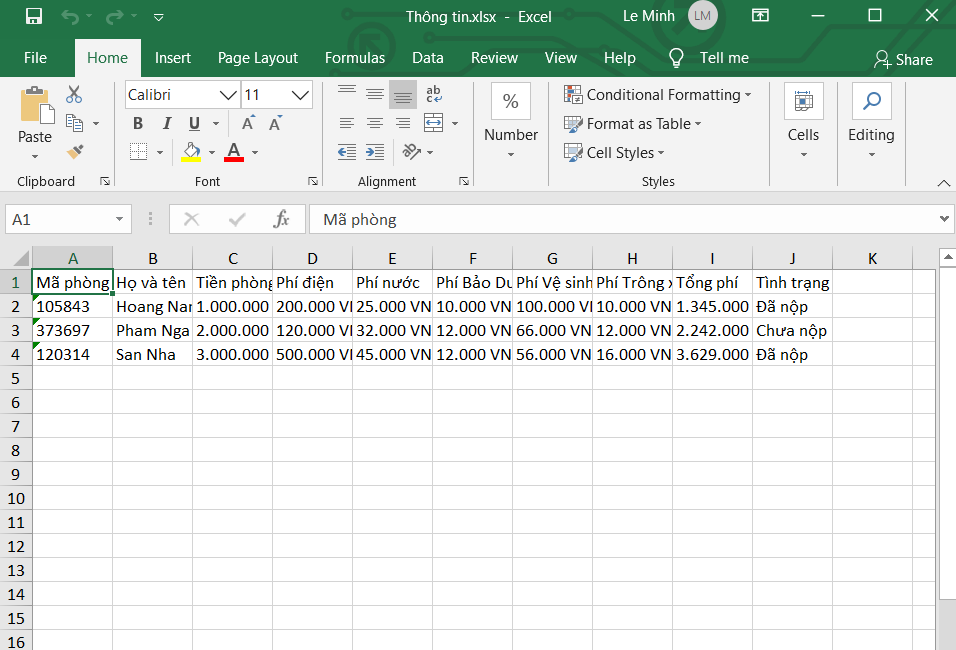 Thông tin.xlsx - Excel Le Minh LM
File Home Insert Page Layout Formulas Data Review View Help Tell me Share
Calibri 11 ab c % Conditional Formatting
Paste B I U A A Number Format as Table Cells Editing
A Cell Styles
Clipboard Font Alignment Styles
A1 fx Mã phòng
A B C D E F G H I J K
1 Mã phòng Họ và tên Tiền phòng Phí điện Phí nước Phí Bảo Du Phí Vệ sinh Phí Trông x Tổng phí Tình trạng
2 105843 Hoang Nam 1.000.000 200.000 VN 25.000 VN 10.000 VN 100.000 VN 10.000 VN 1.345.000 Đã nộp
3 373697 Pham Nga 2.000.000 120.000 VN 32.000 VN 12.000 VN 66.000 VN 12.000 VN 2.242.000 Chưa nộp
4 120314 San Nha 3.000.000 500.000 VN 45.000 VN 12.000 VN 56.000 VN 16.000 VN 3.629.000 Đã nộp
5
6
7
8
9
10
11
12
13
14
15
16